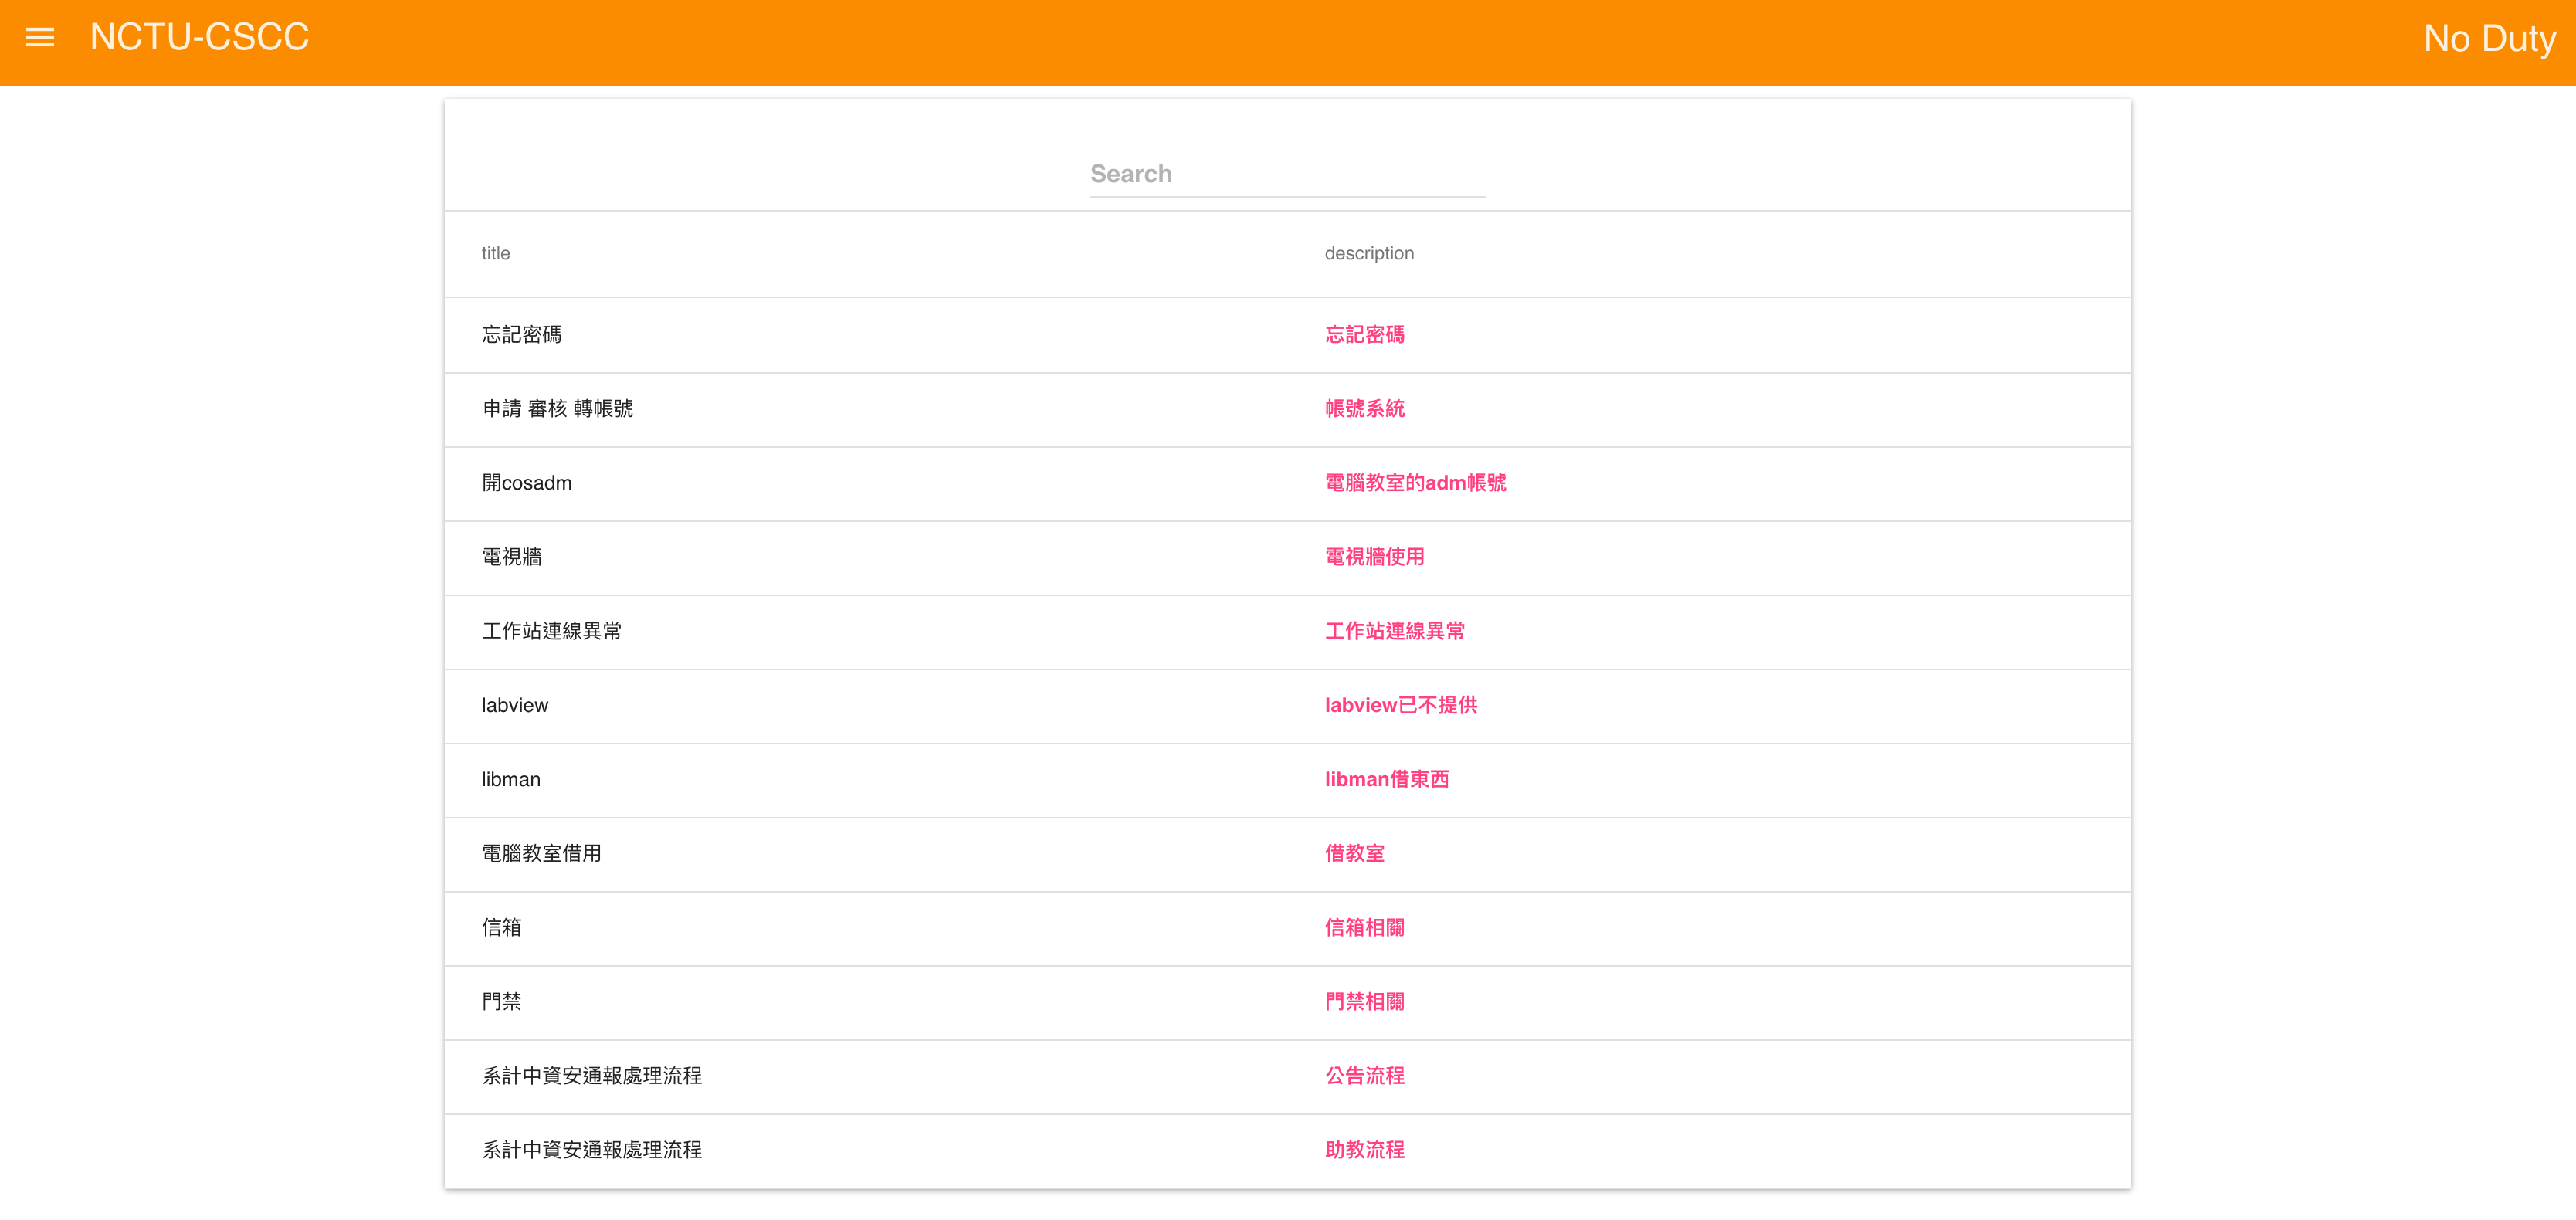 NCTU-CSCC No Duty
Search
title description
忘記密碼 忘記密碼
申請 審核 轉帳號 帳號系統
開cosadm 電腦教室的adm帳號
電視牆 電視牆使用
工作站連線異常 工作站連線異常
labview labview已不提供
libman libman借東西
電腦教室借用 借教室
信箱 信箱相關
門禁 門禁相關
系計中資安通報處理流程 公告流程
系計中資安通報處理流程 助教流程